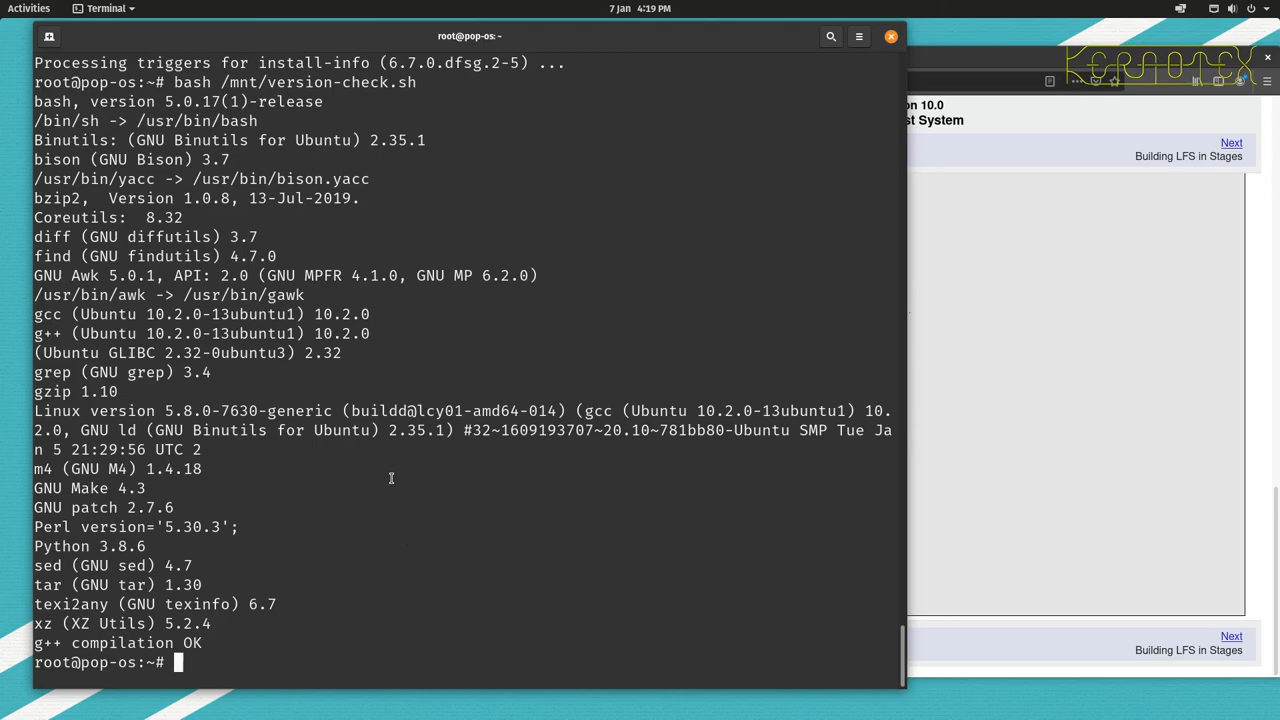 Activities
Terminal
7 Jan  4:19 PM
root@pop-os: ~
KERNOTEX
Processing triggers for install-info (6.7.0.dfsg.2-5) ...
root@pop-os:~# bash /mnt/version-check.sh
bash, version 5.0.17(1)-release
/bin/sh -> /usr/bin/bash
Binutils: (GNU Binutils for Ubuntu) 2.35.1
bison (GNU Bison) 3.7
/usr/bin/yacc -> /usr/bin/bison.yacc
bzip2,  Version 1.0.8, 13-Jul-2019.
Coreutils:  8.32
diff (GNU diffutils) 3.7
find (GNU findutils) 4.7.0
GNU Awk 5.0.1, API: 2.0 (GNU MPFR 4.1.0, GNU MP 6.2.0)
/usr/bin/awk -> /usr/bin/gawk
gcc (Ubuntu 10.2.0-13ubuntu1) 10.2.0
g++ (Ubuntu 10.2.0-13ubuntu1) 10.2.0
(Ubuntu GLIBC 2.32-0ubuntu3) 2.32
grep (GNU grep) 3.4
gzip 1.10
Linux version 5.8.0-7630-generic (buildd@lcy01-amd64-014) (gcc (Ubuntu 10.2.0-13ubuntu1) 10.
2.0, GNU ld (GNU Binutils for Ubuntu) 2.35.1) #32~1609193707~20.10~781bb80-Ubuntu SMP Tue Ja
n 5 21:29:56 UTC 2
m4 (GNU M4) 1.4.18
GNU Make 4.3
GNU patch 2.7.6
Perl version='5.30.3';
Python 3.8.6
sed (GNU sed) 4.7
tar (GNU tar) 1.30
texi2any (GNU texinfo) 6.7
xz (XZ Utils) 5.2.4
g++ compilation OK
root@pop-os:~#
on 10.0
st System
Next
Building LFS in Stages
Next
Building LFS in Stages